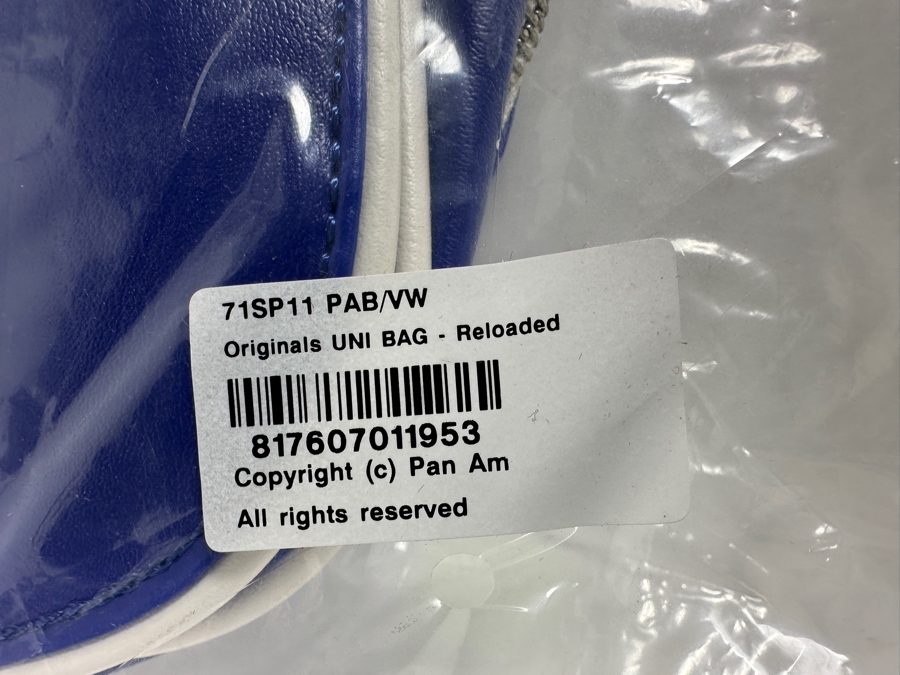 71SP11 PAB/VW
Originals UNI BAG - Reloaded
817607011953
Copyright (c) Pan Am
All rights reserved